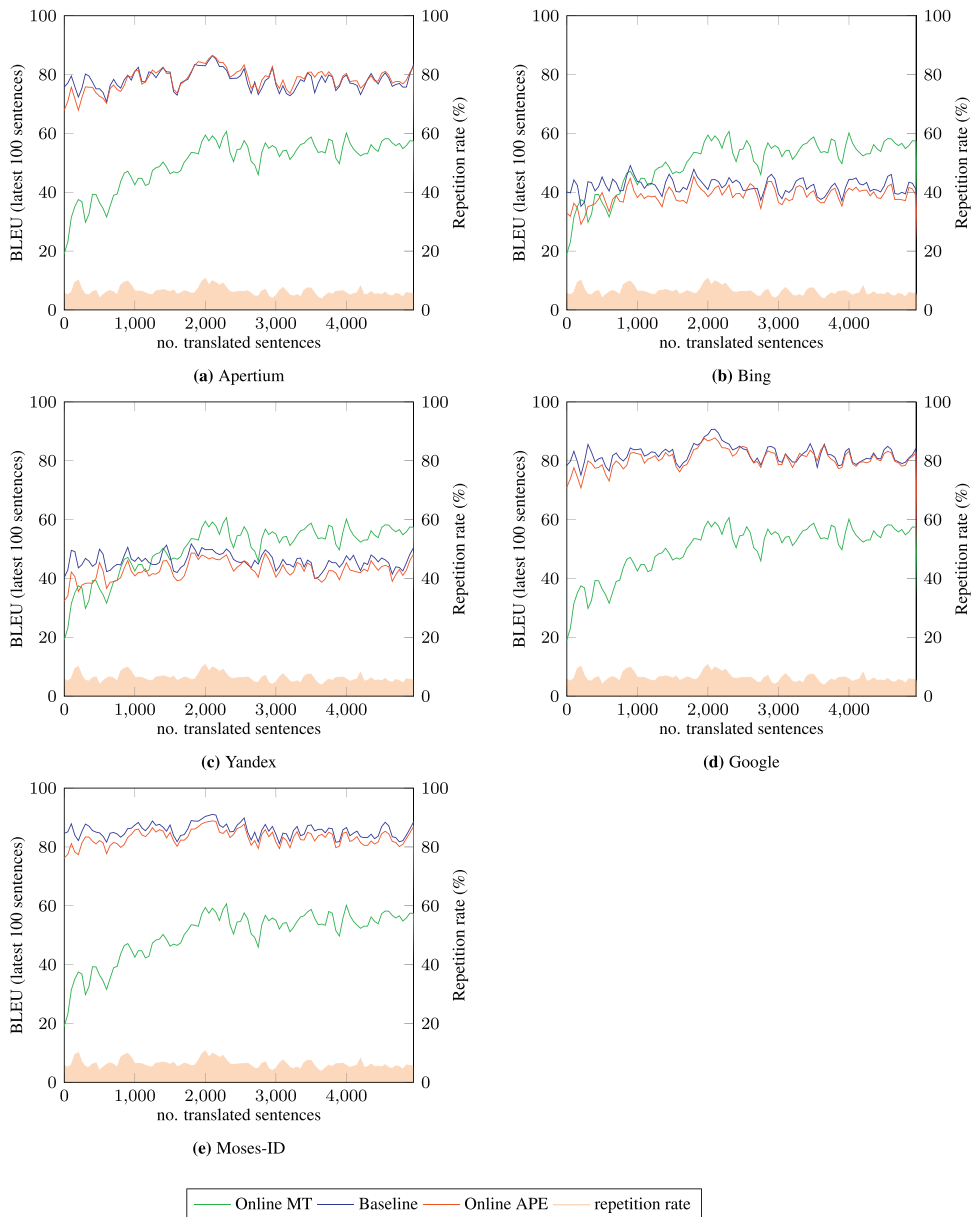 100
80
60
40
20
0
BLEU (latest 100 sentences)
100
80
60
40
20
0
Repetition rate (%)
0 1,000 2,000 3,000 4,000
no. translated sentences
(a) Apertium
100
80
60
40
20
0
BLEU (latest 100 sentences)
100
80
60
40
20
0
Repetition rate (%)
0 1,000 2,000 3,000 4,000
no. translated sentences
(b) Bing
100
80
60
40
20
0
BLEU (latest 100 sentences)
100
80
60
40
20
0
Repetition rate (%)
0 1,000 2,000 3,000 4,000
no. translated sentences
(c) Yandex
100
80
60
40
20
0
BLEU (latest 100 sentences)
100
80
60
40
20
0
Repetition rate (%)
0 1,000 2,000 3,000 4,000
no. translated sentences
(d) Google
100
80
60
40
20
0
BLEU (latest 100 sentences)
100
80
60
40
20
0
Repetition rate (%)
0 1,000 2,000 3,000 4,000
no. translated sentences
(e) Moses-ID
Online MT Baseline Online APE repetition rate